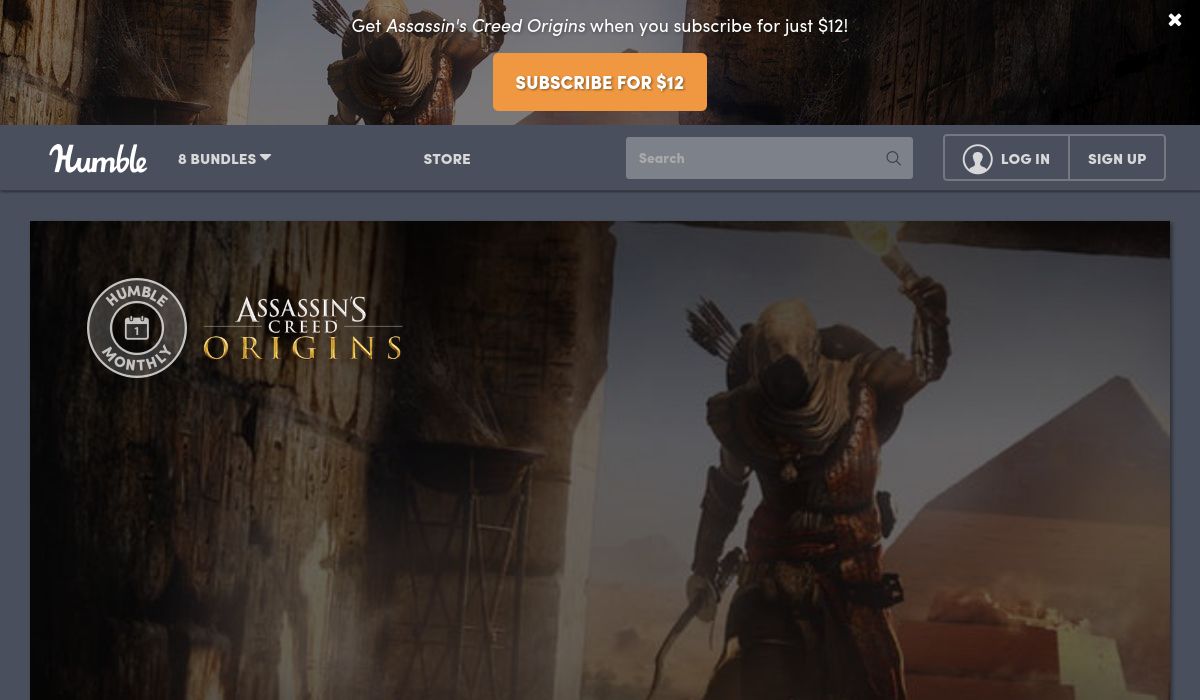 Get Assassin's Creed Origins when you subscribe for just $12!
SUBSCRIBE FOR $12
Humble
8 BUNDLES
STORE
Search
LOG IN
SIGN UP
HUMBLE
1
MONTHLY
ASSASSIN'S
CREED
ORIGINS